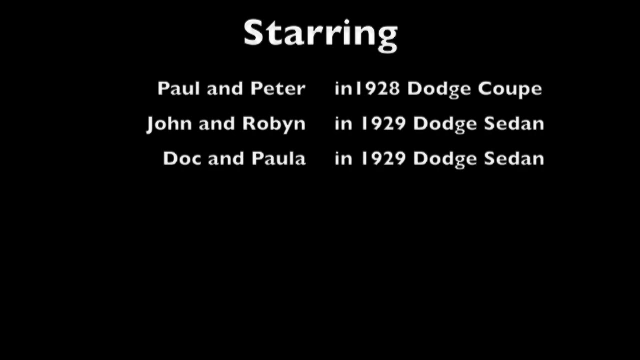 Starring
Paul and Peter in1928 Dodge Coupe
John and Robyn in 1929 Dodge Sedan
Doc and Paula in 1929 Dodge Sedan